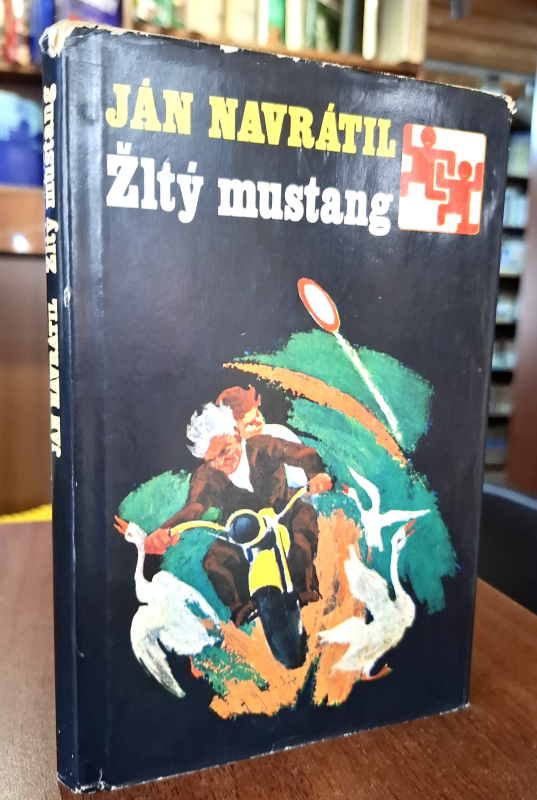 JÁN NAVRÁTIL
Žltý mustang
JÁN NAVRÁTIL Žltý mustang